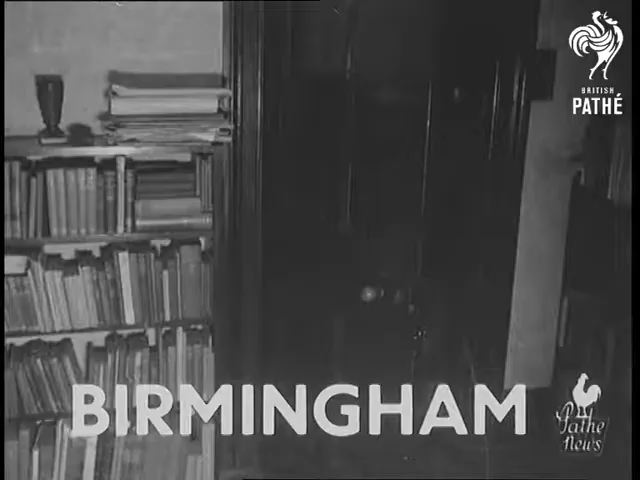 BRITISH
PATHÉ
BIRMINGHAM
Pathe
News